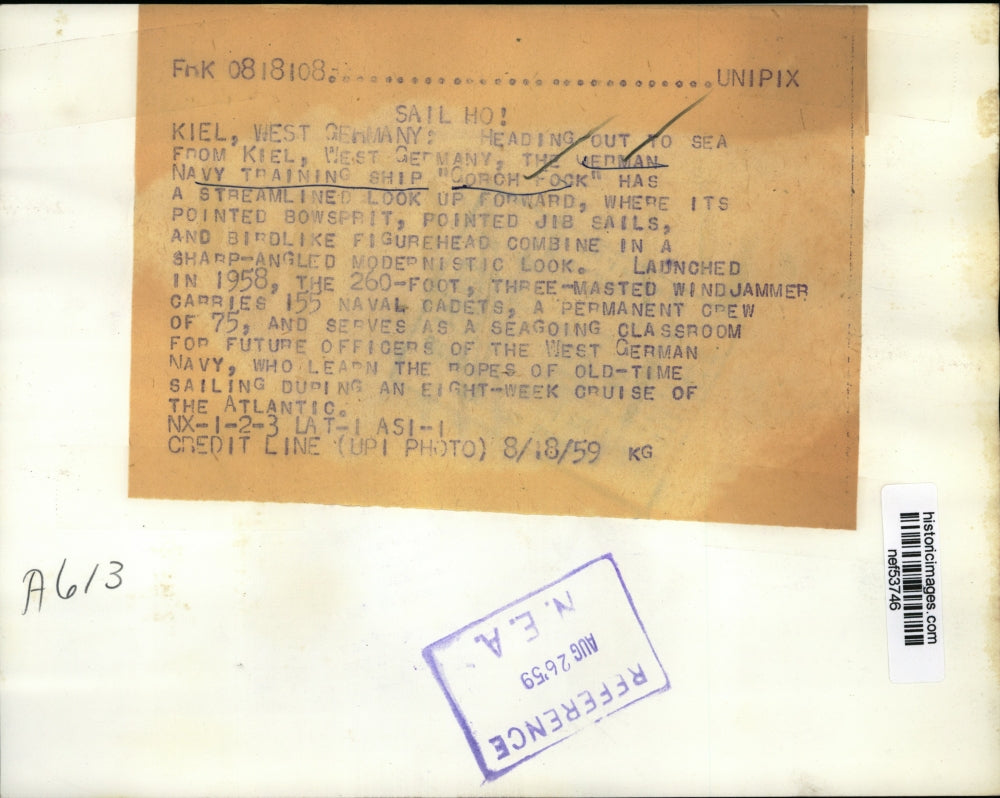 FRK 0818108..............................UNIPIX
SAIL HO!
KIEL, WEST GERMANY: HEADING OUT TO SEA
FROM KIEL, WEST GERMANY, THE GERMAN
NAVY TRAINING SHIP "GORCH FOCK" HAS
A STREAMLINED LOOK UP FORWARD, WHERE ITS
POINTED BOWSPRIT, POINTED JIB SAILS,
AND BIRDLIKE FIGUREHEAD COMBINE IN A
SHARP-ANGLED MODERNISTIC LOOK. LAUNCHED
IN 1958, THE 260-FOOT, THREE-MASTED WINDJAMMER
CARRIES 155 NAVAL CADETS, A PERMANENT CREW
OF 75, AND SERVES AS A SEAGOING CLASSROOM
FOR FUTURE OFFICERS OF THE WEST GERMAN
NAVY, WHO LEARN THE ROPES OF OLD-TIME
SAILING DURING AN EIGHT-WEEK CRUISE OF
THE ATLANTIC.
NX-1-2-3 LAT-1 ASI-1
CREDIT LINE (UPI PHOTO) 8/18/59 KG
historicimages.com
nef53746
A613
REFERENCE
AUG 26'59
N.E.A.